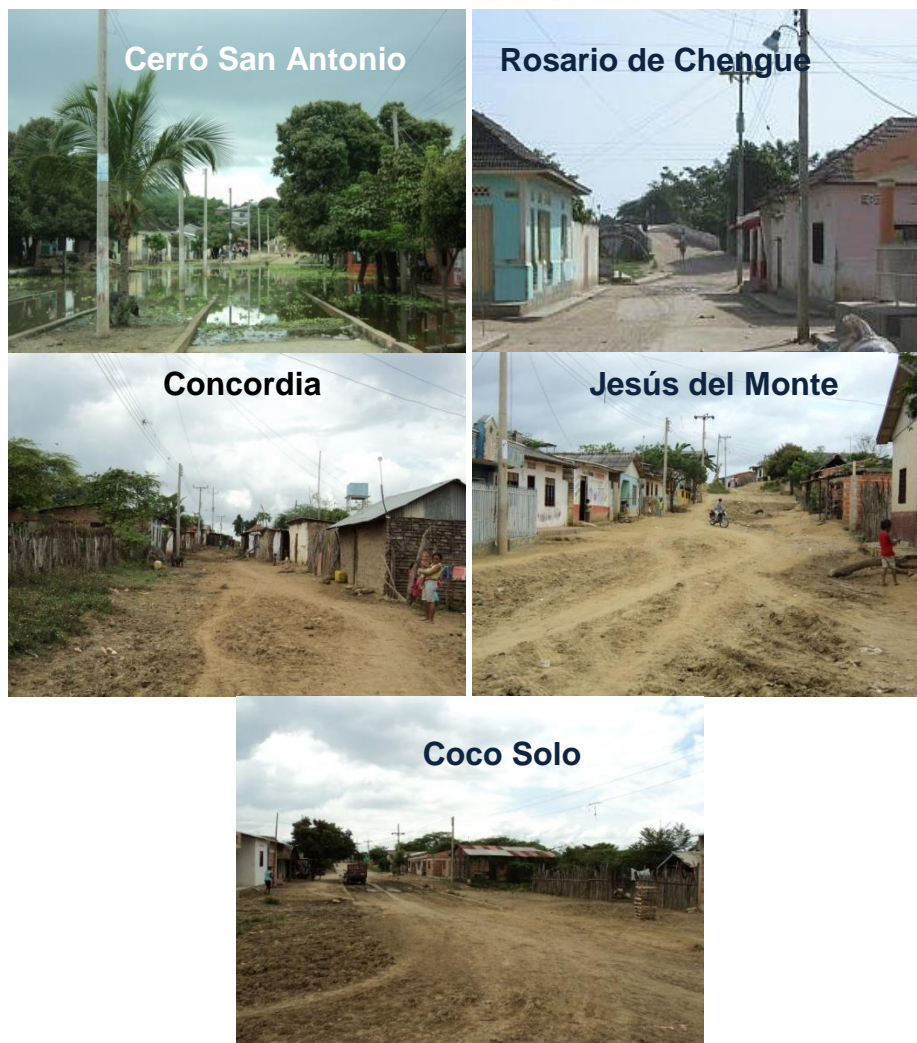 Cerró San Antonio
Rosario de Chengue
Concordia
Jesús del Monte
Coco Solo